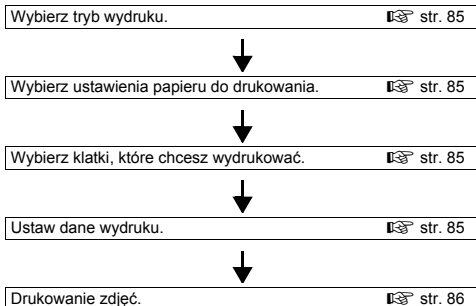 Wybierz tryb wydruku. ☞ str. 85
Wybierz ustawienia papieru do drukowania. ☞ str. 85
Wybierz klatki, które chcesz wydrukować. ☞ str. 85
Ustaw dane wydruku. ☞ str. 85
Drukowanie zdjęć. ☞ str. 86